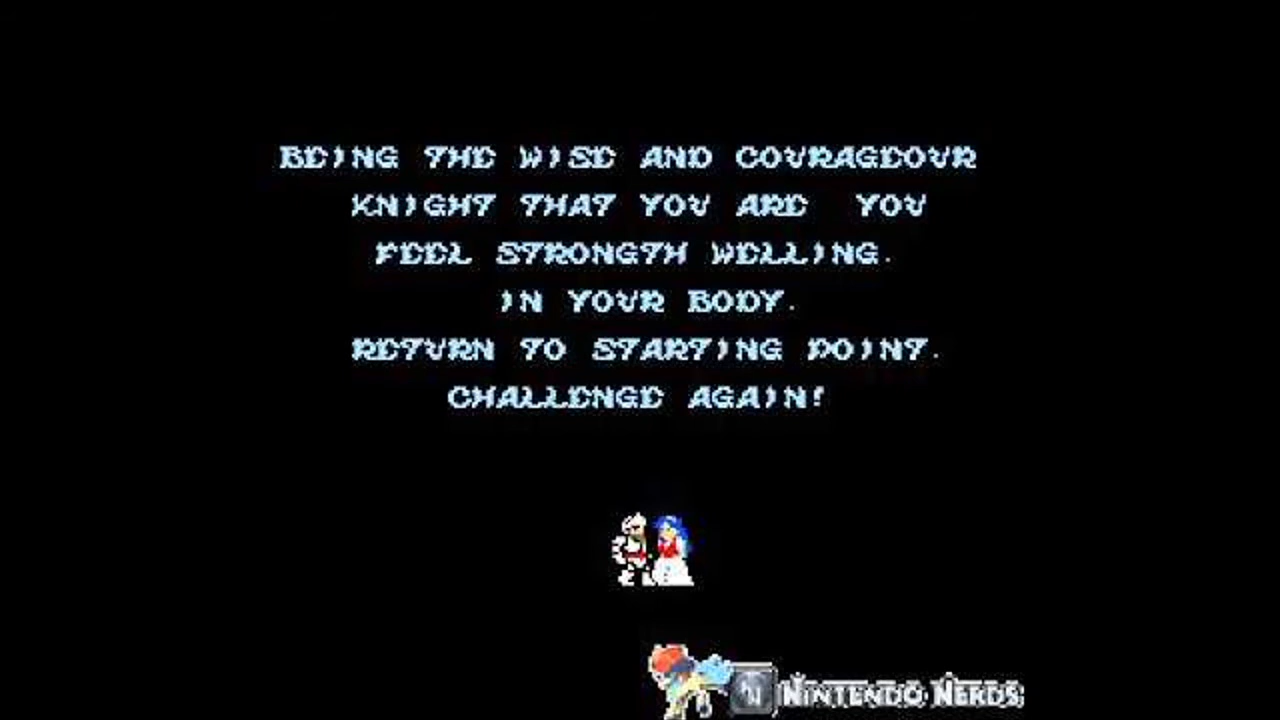 BEING THE WISE AND COURAGEOUR
KNIGHT THAT YOU ARE YOU
FEEL STRONGTH WELLING.
IN YOUR BODY.
RETURN TO STARTING POINT.
CHALLENGE AGAIN!
N NINTENDO NERDS